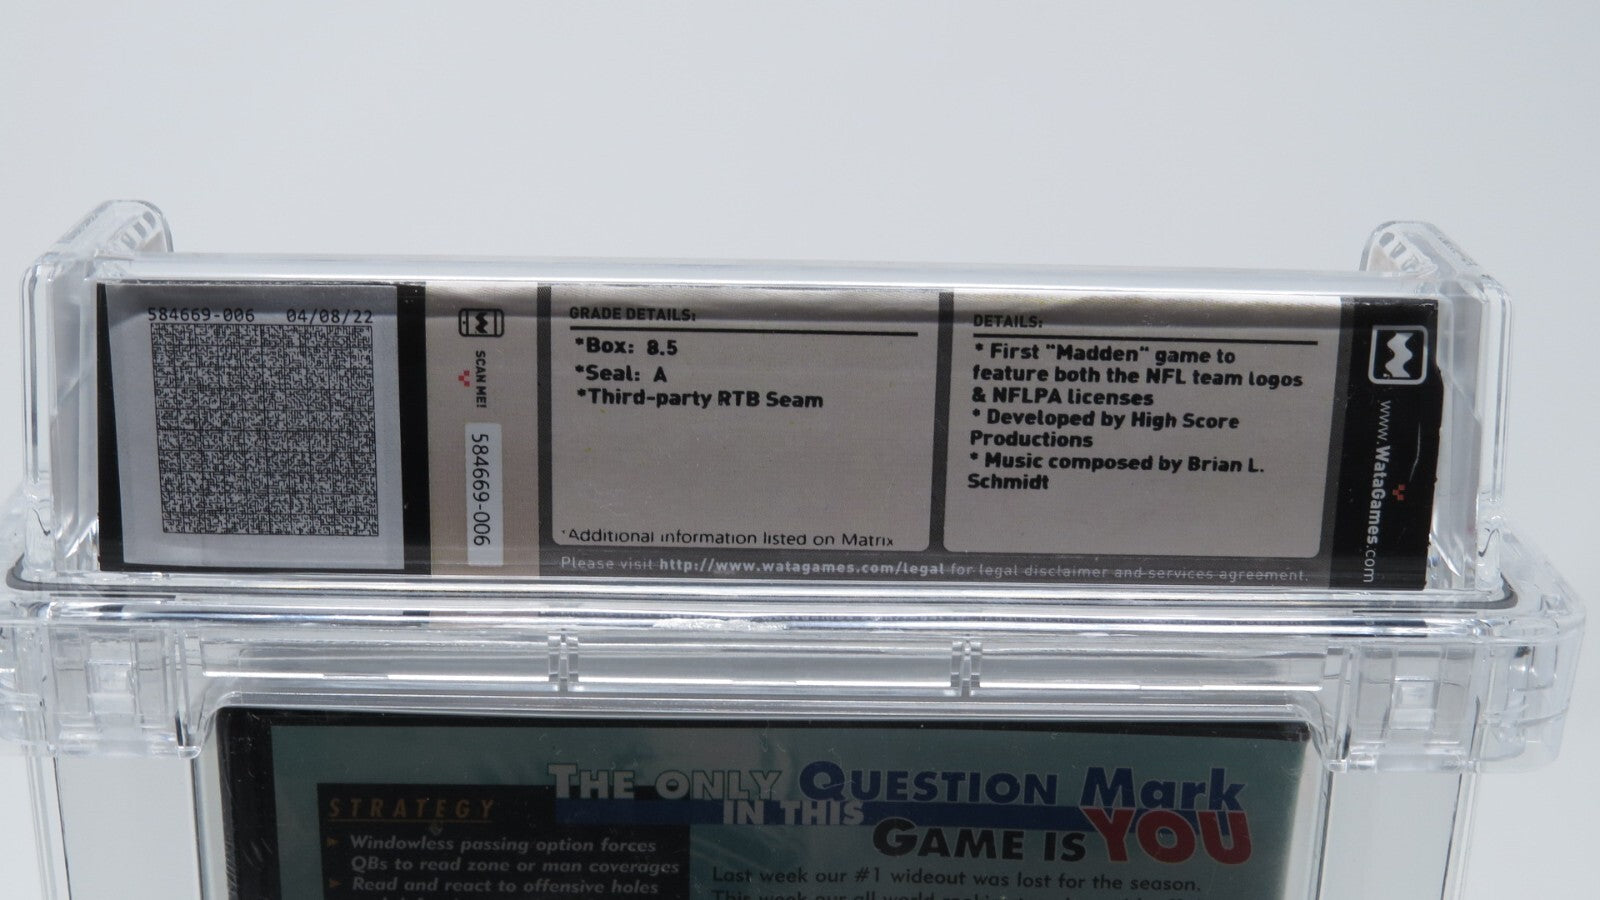 584669-006 04/08/22
SCAN ME!
584669-006
GRADE DETAILS:
*Box: 8.5
*Seal: A
*Third-party RTB Seam
*Additional information listed on Matrix
DETAILS:
* First "Madden" game to
feature both the NFL team logos
& NFLPA licenses
* Developed by High Score
Productions
* Music composed by Brian L.
Schmidt
Please visit http://www.watagames.com/legal for legal disclaimer and services agreement.
www.WataGames.com
THE ONLY QUESTION Mark
IN THIS
GAME IS YOU
STRATEGY
Windowless passing option forces
QBs to read zone or man coverages
Read and react to offensive holes
Last week our #1 wideout was lost for the season.
This week our all world